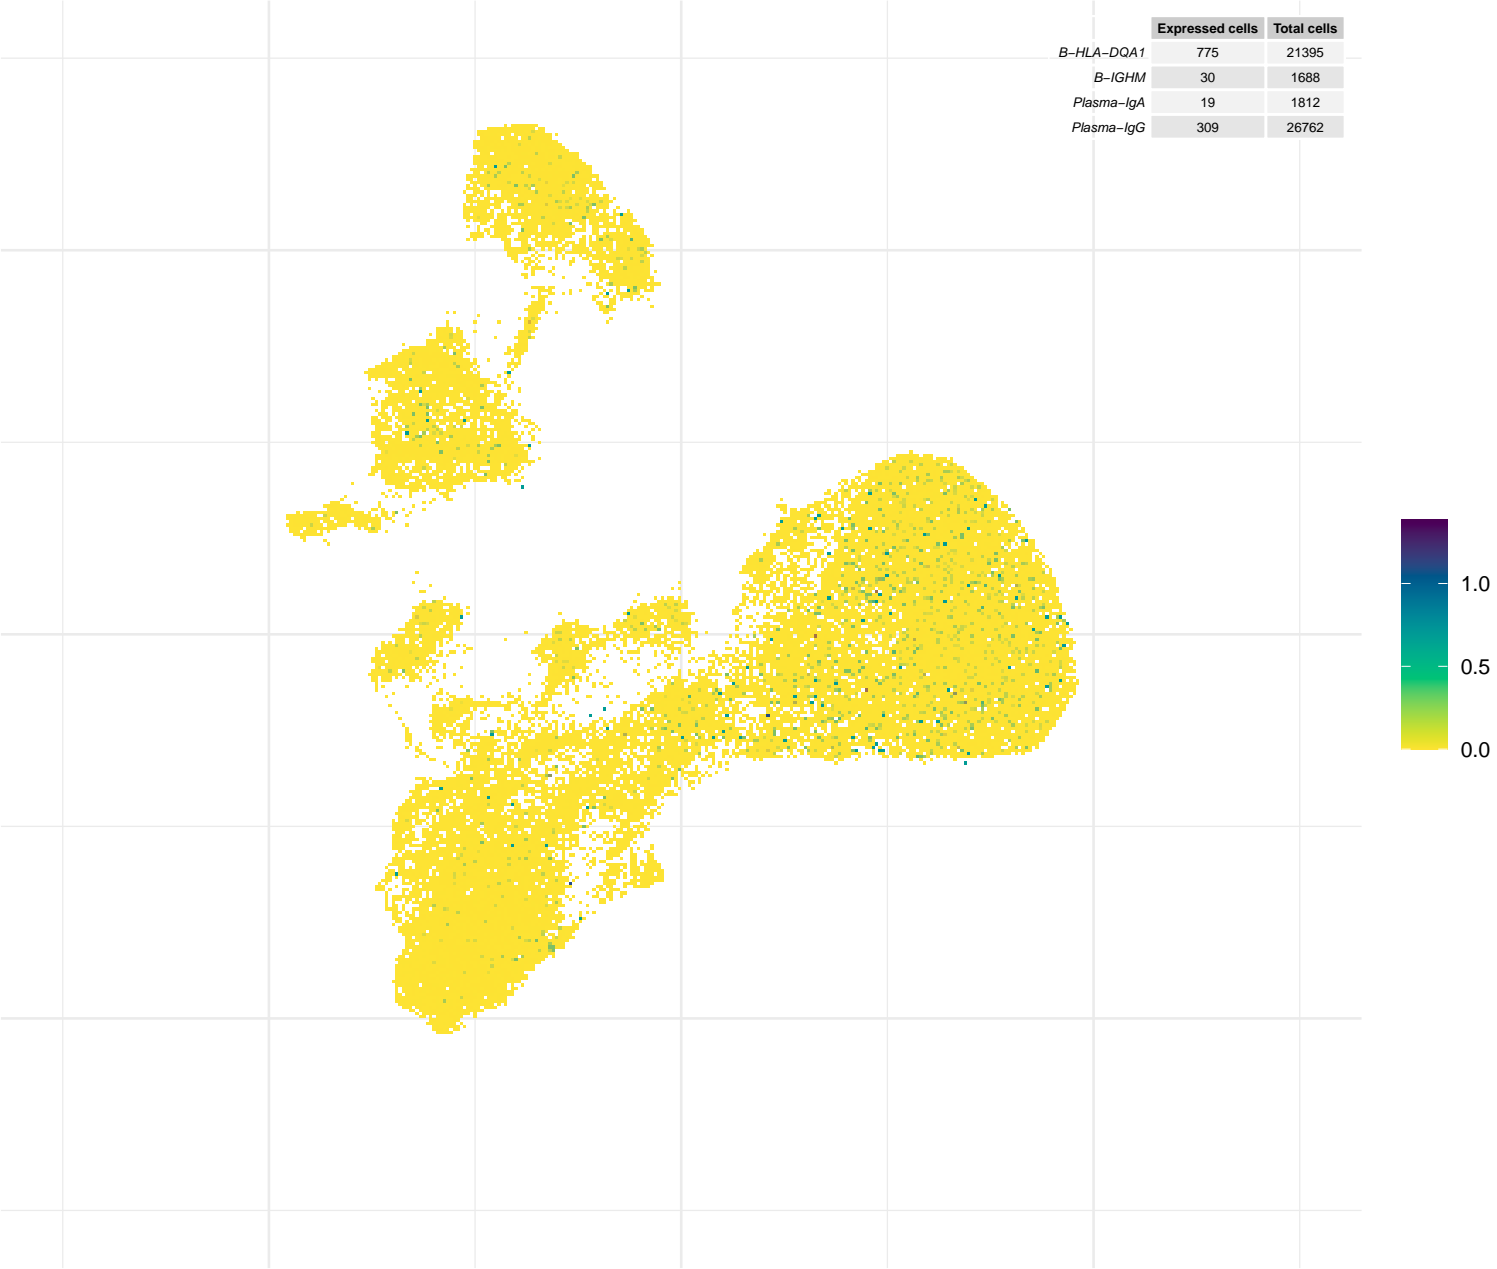 Expressed cells Total cells
B−HLA−DQA1 775 21395
B−IGHM 30 1688
Plasma−IgA 19 1812
Plasma−IgG 309 26762
1.0
0.5
0.0